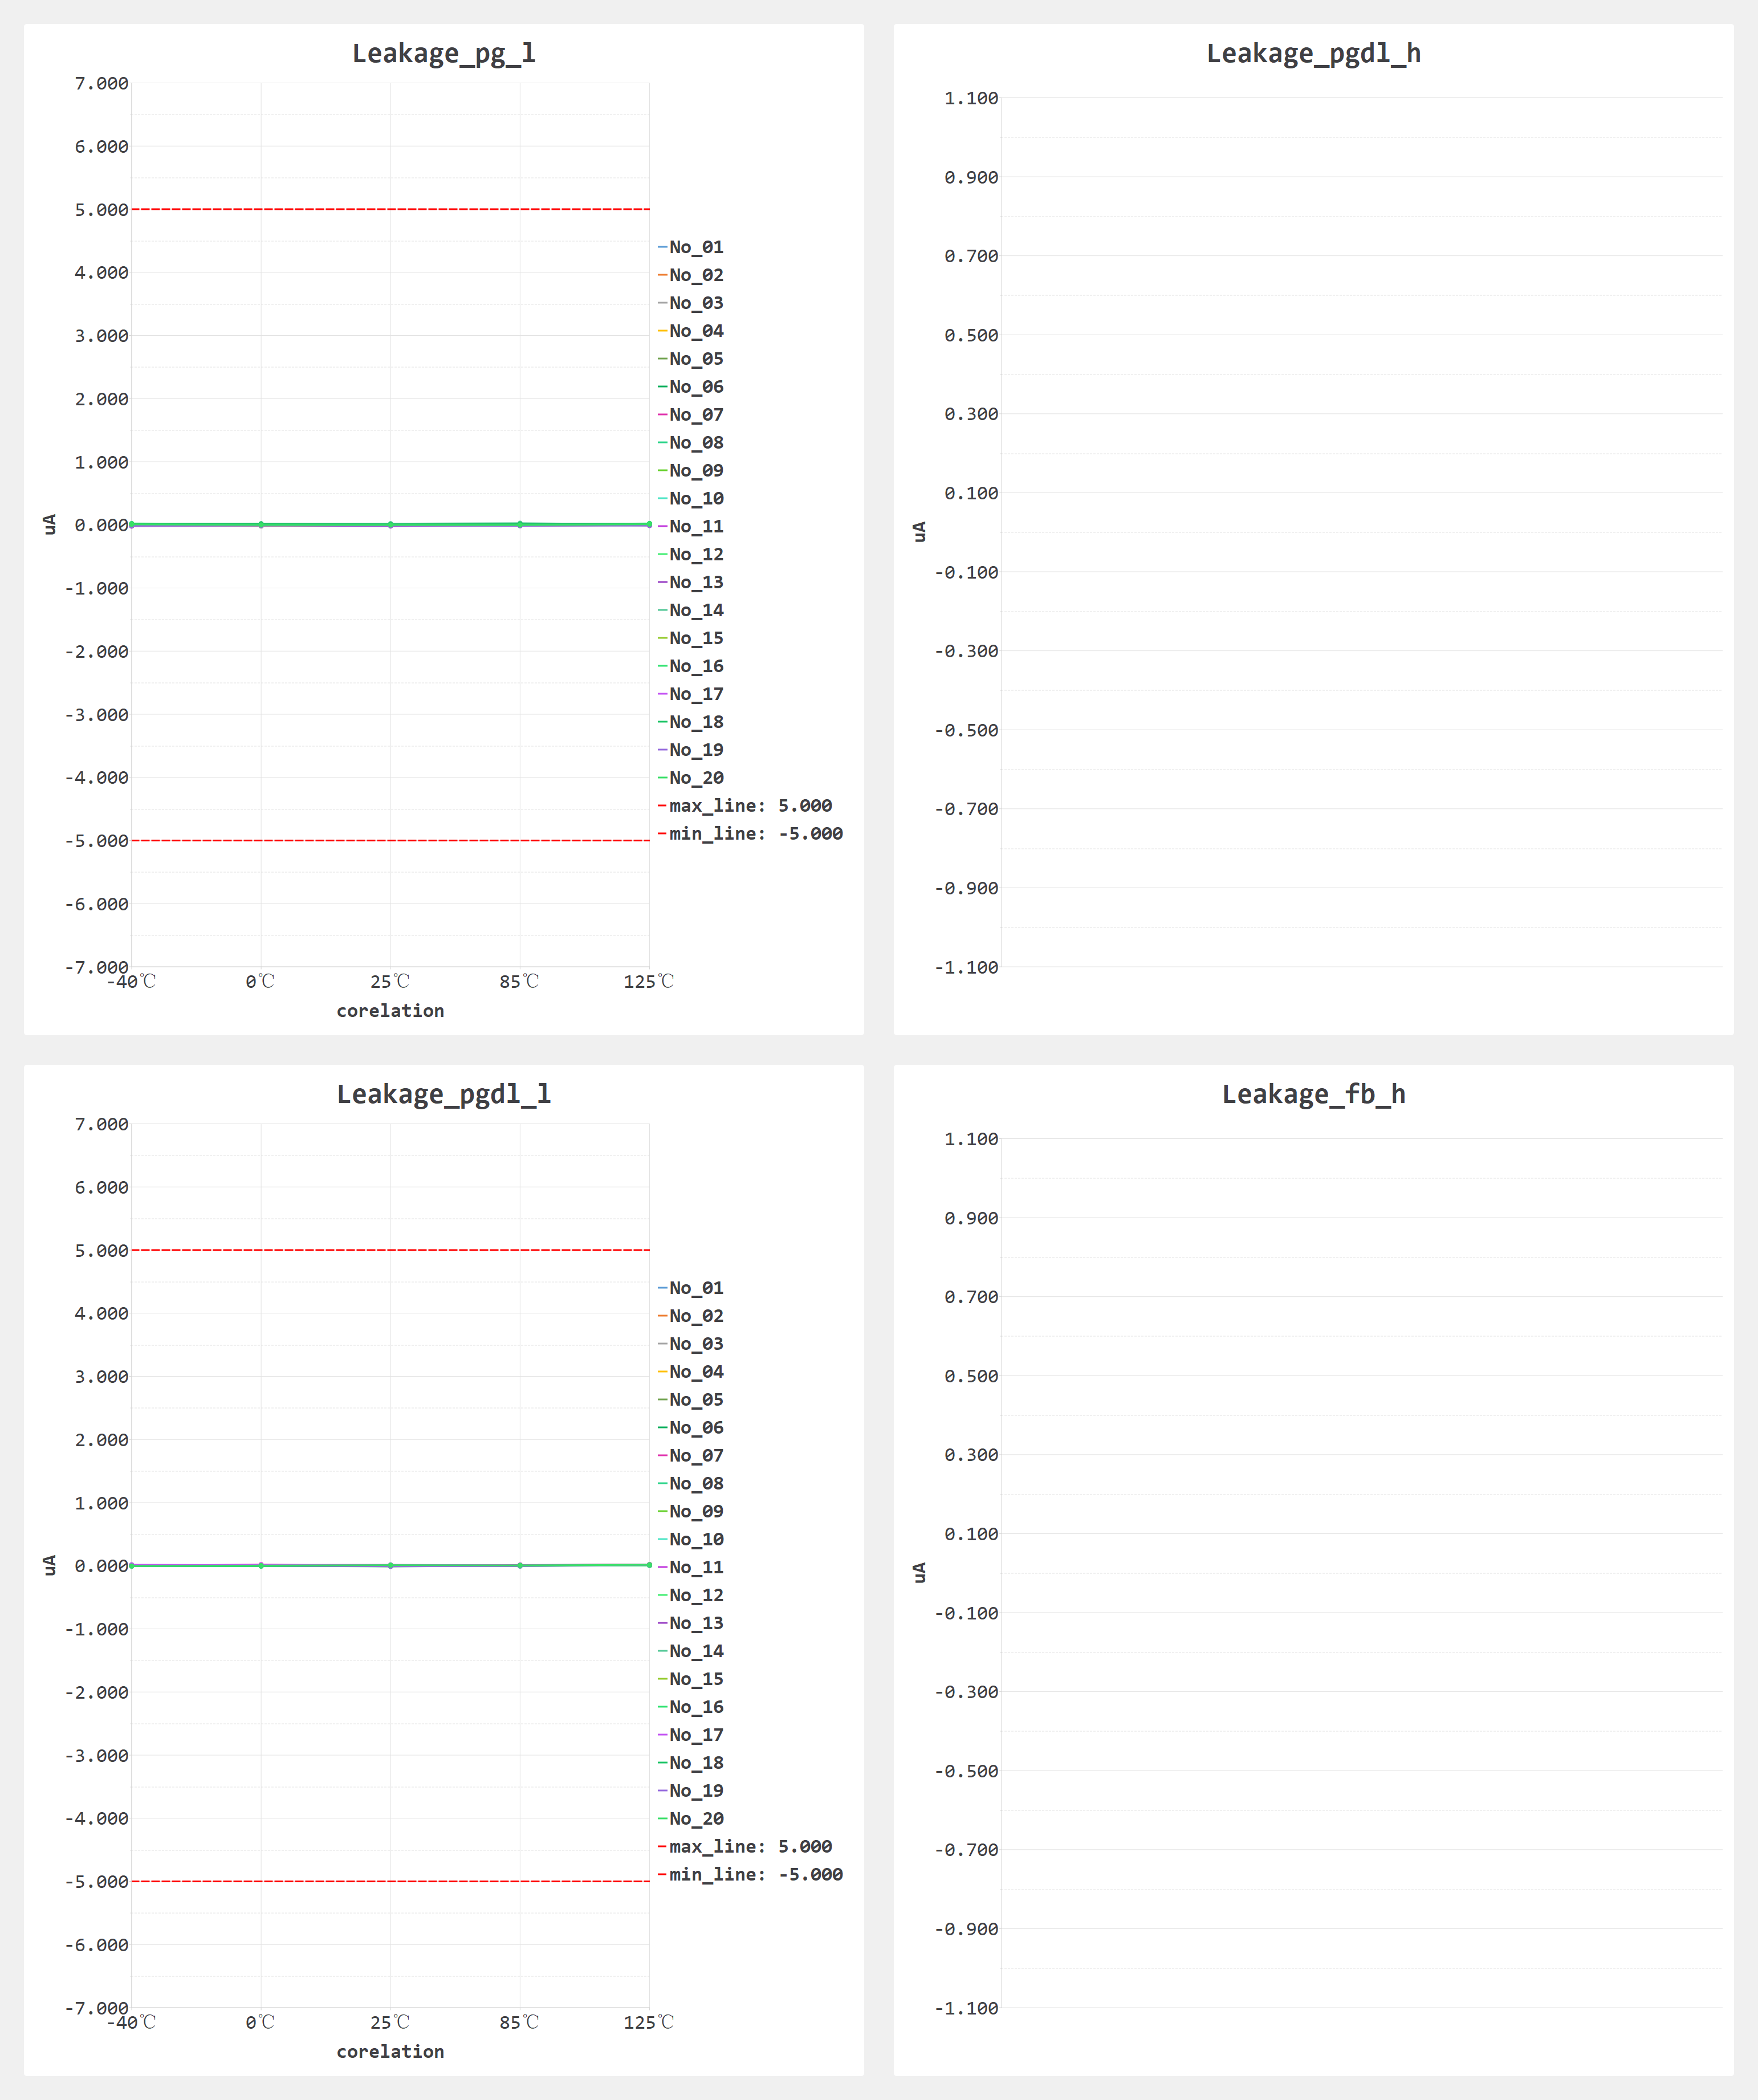 Leakage_pg_l
7.000
6.000
5.000
4.000
3.000
2.000
1.000
0.000
-1.000
-2.000
-3.000
-4.000
-5.000
-6.000
-7.000
uA
-40℃ 0℃ 25℃ 85℃ 125℃
corelation
No_01
No_02
No_03
No_04
No_05
No_06
No_07
No_08
No_09
No_10
No_11
No_12
No_13
No_14
No_15
No_16
No_17
No_18
No_19
No_20
max_line: 5.000
min_line: -5.000
Leakage_pgdl_h
1.100
0.900
0.700
0.500
0.300
0.100
-0.100
-0.300
-0.500
-0.700
-0.900
-1.100
uA
Leakage_pgdl_l
7.000
6.000
5.000
4.000
3.000
2.000
1.000
0.000
-1.000
-2.000
-3.000
-4.000
-5.000
-6.000
-7.000
uA
-40℃ 0℃ 25℃ 85℃ 125℃
corelation
No_01
No_02
No_03
No_04
No_05
No_06
No_07
No_08
No_09
No_10
No_11
No_12
No_13
No_14
No_15
No_16
No_17
No_18
No_19
No_20
max_line: 5.000
min_line: -5.000
Leakage_fb_h
1.100
0.900
0.700
0.500
0.300
0.100
-0.100
-0.300
-0.500
-0.700
-0.900
-1.100
uA